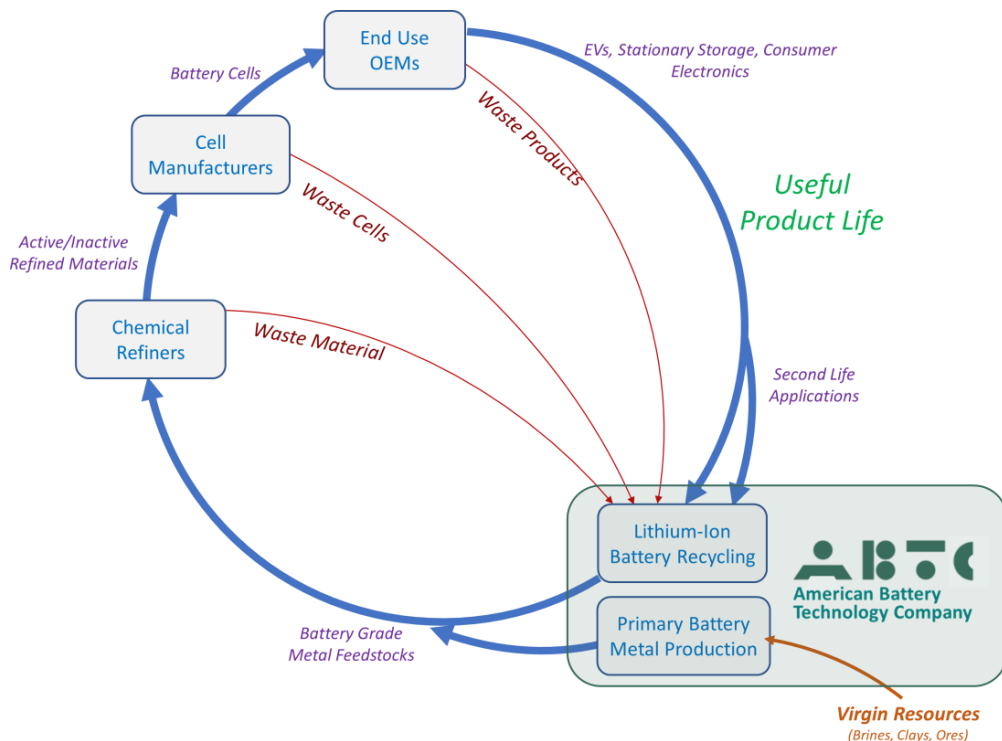 End Use
OEMs
EVs, Stationary Storage, Consumer
Electronics
Battery Cells
Waste Products
Cell
Manufacturers
Waste Cells
Useful
Product Life
Active/Inactive
Refined Materials
Chemical
Refiners
Waste Material
Second Life
Applications
Lithium-Ion
Battery Recycling
ABTC
American Battery
Technology Company
Primary Battery
Metal Production
Battery Grade
Metal Feedstocks
Virgin Resources
(Brines, Clays, Ores)